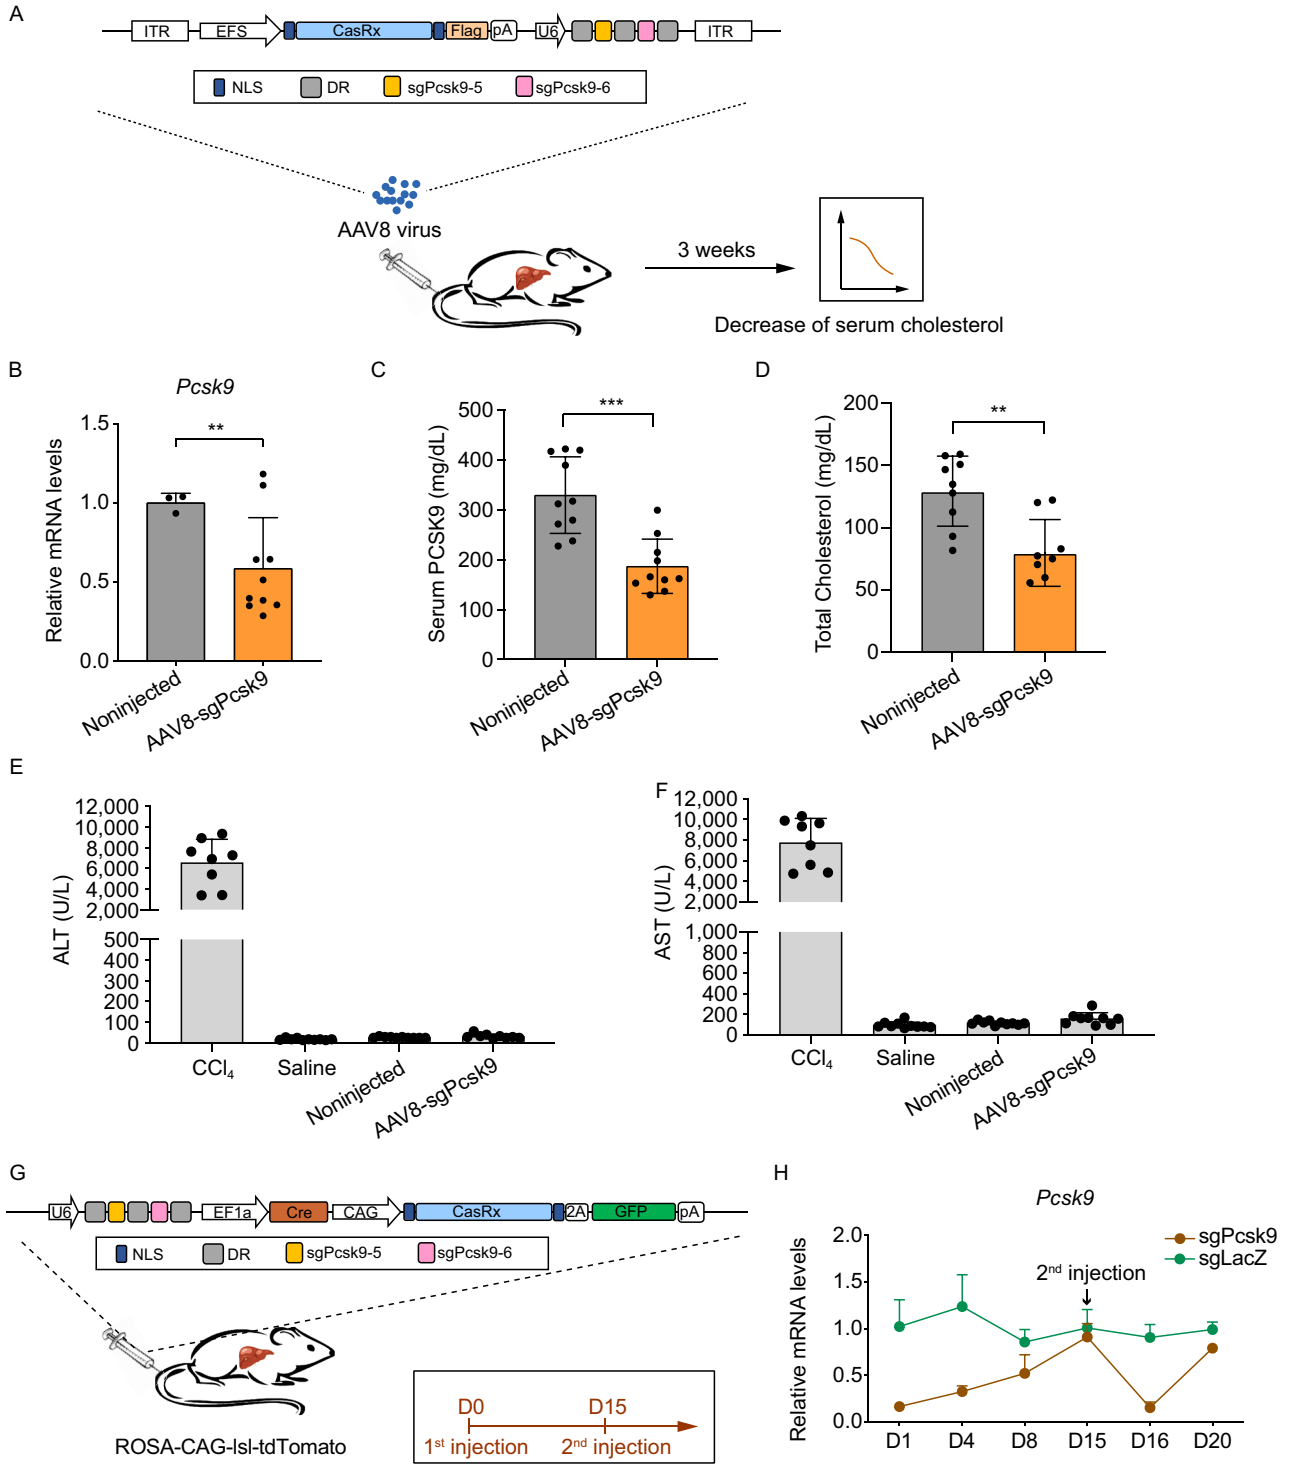 A
ITR EFS CasRx Flag pA U6 ITR
NLS DR sgPcsk9-5 sgPcsk9-6
AAV8 virus
3 weeks
Decrease of serum cholesterol
B
Pcsk9
**
Relative mRNA levels
1.5
1.0
0.5
0.0
Noninjected
AAV8-sgPcsk9
C
***
Serum PCSK9 (mg/dL)
500
400
300
200
100
0
Noninjected
AAV8-sgPcsk9
D
**
Total Cholesterol (mg/dL)
200
150
100
50
0
Noninjected
AAV8-sgPcsk9
E
ALT (U/L)
12,000
10,000
8,000
6,000
4,000
2,000
500
400
300
200
100
0
CCl4
Saline
Noninjected
AAV8-sgPcsk9
F
AST (U/L)
12,000
10,000
8,000
6,000
4,000
2,000
1,000
800
600
400
200
0
CCl4
Saline
Noninjected
AAV8-sgPcsk9
G
U6 EF1a Cre CAG CasRx 2A GFP pA
NLS DR sgPcsk9-5 sgPcsk9-6
ROSA-CAG-lsl-tdTomato
D0 D15
1st injection 2nd injection
H
Pcsk9
sgPcsk9
sgLacZ
2nd injection
Relative mRNA levels
2.0
1.5
1.0
0.5
0.0
D1 D4 D8 D15 D16 D20